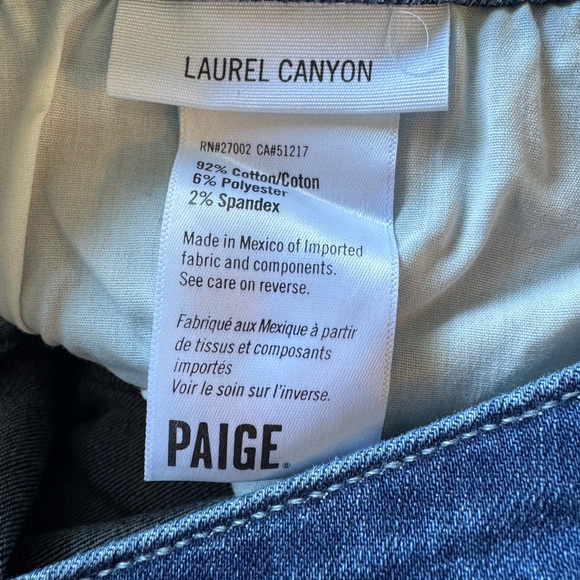 LAUREL CANYON
RN#27002 CA#51217
92% Cotton/Coton
6% Polyester
2% Spandex
Made in Mexico of Imported
fabric and components.
See care on reverse.
Fabriqué aux Mexique à partir
de tissus et composants
importés
Voir le soin sur l'inverse.
PAIGE®